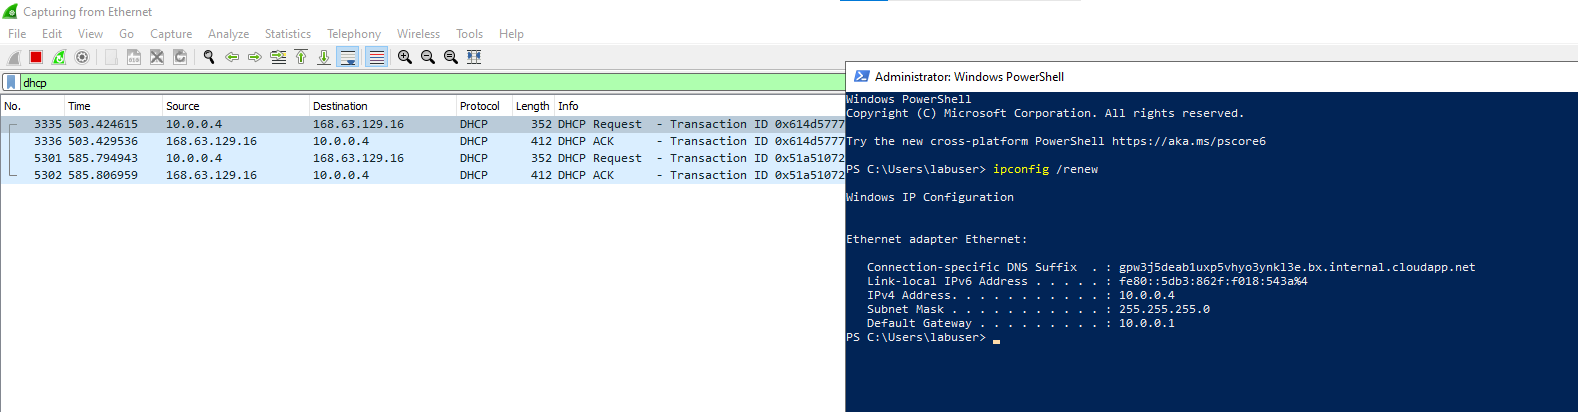 Capturing from Ethernet
File Edit View Go Capture Analyze Statistics Telephony Wireless Tools Help
dhcp
No. Time Source Destination Protocol Length Info
3335 503.424615 10.0.0.4 168.63.129.16 DHCP 352 DHCP Request - Transaction ID 0x614d5777
3336 503.429536 168.63.129.16 10.0.0.4 DHCP 412 DHCP ACK - Transaction ID 0x614d5777
5301 585.794943 10.0.0.4 168.63.129.16 DHCP 352 DHCP Request - Transaction ID 0x51a51072
5302 585.806959 168.63.129.16 10.0.0.4 DHCP 412 DHCP ACK - Transaction ID 0x51a51072
Administrator: Windows PowerShell
Windows PowerShell
Copyright (C) Microsoft Corporation. All rights reserved.
Try the new cross-platform PowerShell https://aka.ms/pscore6
PS C:\Users\labuser> ipconfig /renew
Windows IP Configuration
Ethernet adapter Ethernet:
Connection-specific DNS Suffix . : gpw3j5deab1uxp5vhyo3ynkl3e.bx.internal.cloudapp.net
Link-local IPv6 Address . . . . . : fe80::5db3:862f:f018:543a%4
IPv4 Address. . . . . . . . . . . : 10.0.0.4
Subnet Mask . . . . . . . . . . . : 255.255.255.0
Default Gateway . . . . . . . . . : 10.0.0.1
PS C:\Users\labuser>